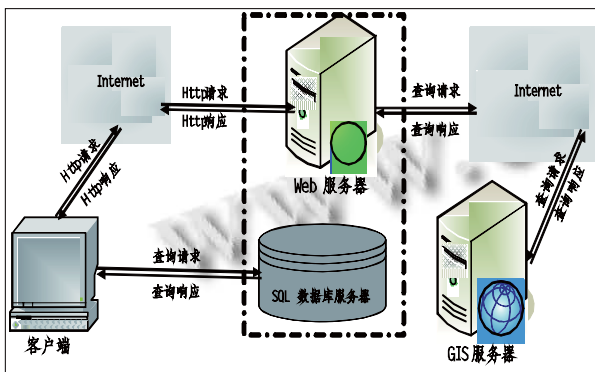 Internet
Http请求
Http响应
查询请求
查询响应
Internet
Http请求
Http响应
Web 服务器
查询请求
查询响应
查询请求
查询响应
SQL 数据库服务器
客户端
GIS服务器